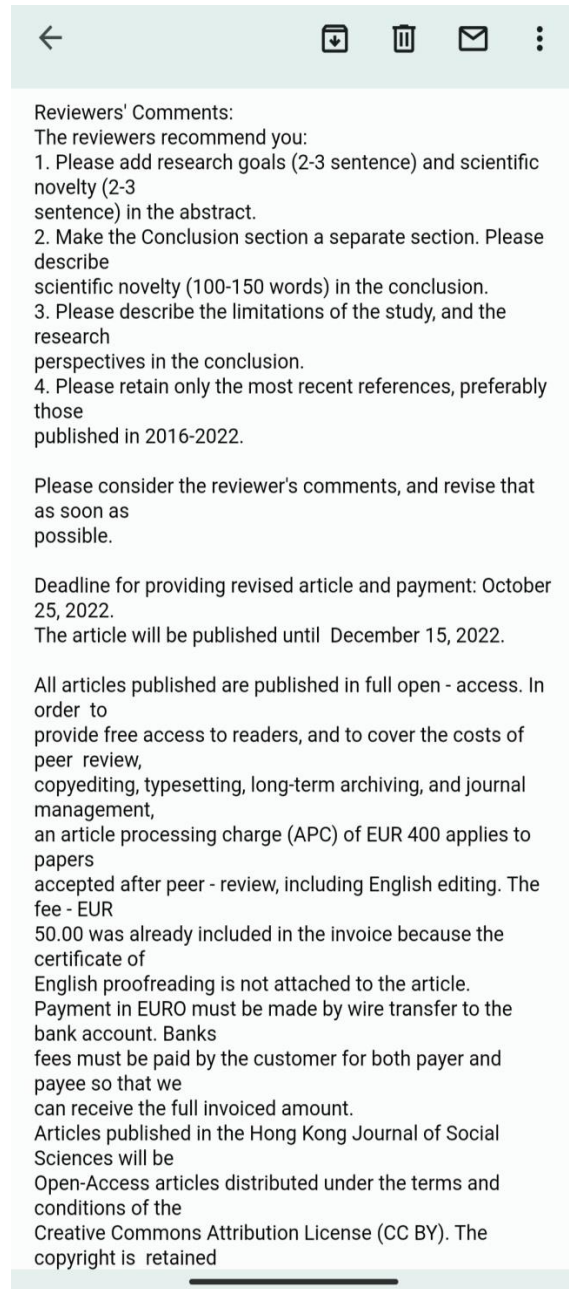 Reviewers' Comments:
The reviewers recommend you:
1. Please add research goals (2-3 sentence) and scientific
novelty (2-3
sentence) in the abstract.
2. Make the Conclusion section a separate section. Please
describe
scientific novelty (100-150 words) in the conclusion.
3. Please describe the limitations of the study, and the
research
perspectives in the conclusion.
4. Please retain only the most recent references, preferably
those
published in 2016-2022.
Please consider the reviewer's comments, and revise that
as soon as
possible.
Deadline for providing revised article and payment: October
25, 2022.
The article will be published until  December 15, 2022.
All articles published are published in full open - access. In
order  to
provide free access to readers, and to cover the costs of
peer  review,
copyediting, typesetting, long-term archiving, and journal
management,
an article processing charge (APC) of EUR 400 applies to
papers
accepted after peer - review, including English editing. The
fee - EUR
50.00 was already included in the invoice because the
certificate of
English proofreading is not attached to the article.
Payment in EURO must be made by wire transfer to the
bank account. Banks
fees must be paid by the customer for both payer and
payee so that we
can receive the full invoiced amount.
Articles published in the Hong Kong Journal of Social
Sciences will be
Open-Access articles distributed under the terms and
conditions of the
Creative Commons Attribution License (CC BY). The
copyright is  retained